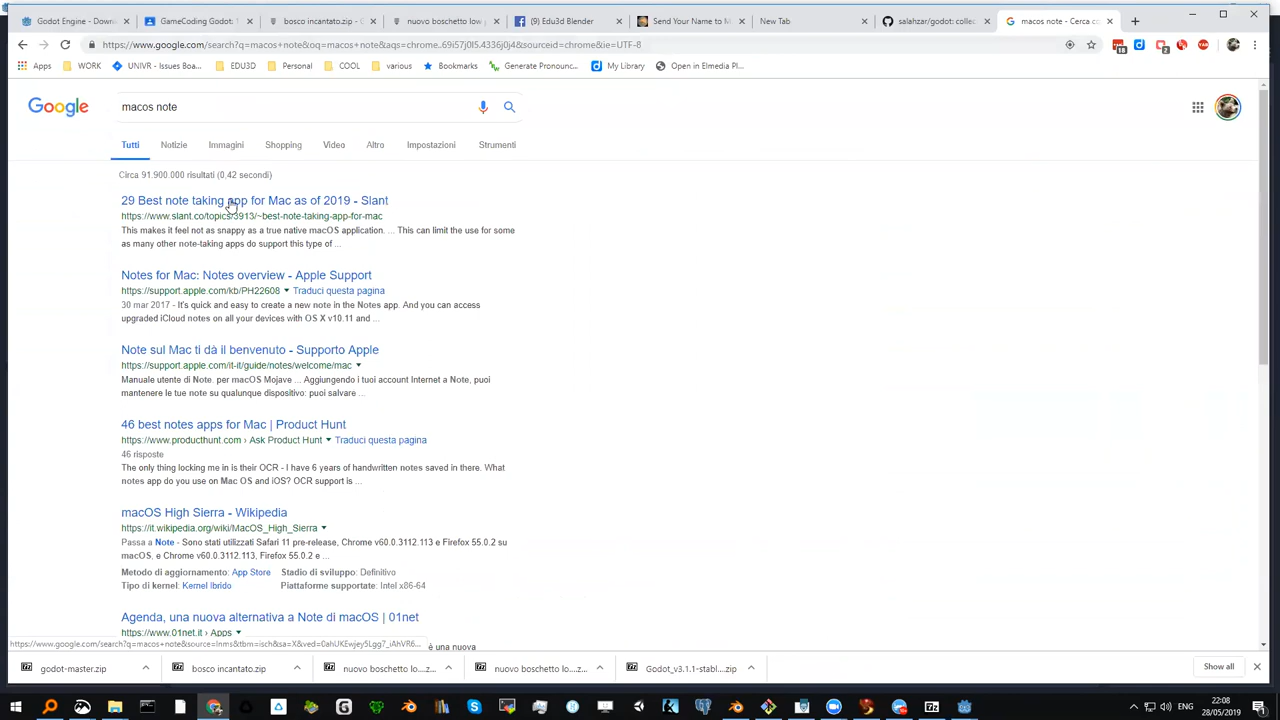 Godot Engine - Down
GameCoding Godot: 1
bosco incantato.zip - G
nuovo boschetto low p
(9) Edu3d Blender
Send Your Name to M
New Tab
salahzar/godot: collec
macos note - Cerca co
https://www.google.com/search?q=macos+note&oq=macos+note&aqs=chrome..69i57j0l5.4336j0j4&sourceid=chrome&ie=UTF-8
Apps
WORK
UNIVR - Issues Boa...
EDU3D
Personal
COOL
various
Bookmarks
Generate Pronounc...
My Library
Open in Elmedia Pl...
Google
macos note
Tutti
Notizie
Immagini
Shopping
Video
Altro
Impostazioni
Strumenti
Circa 91.900.000 risultati (0,42 secondi)
29 Best note taking app for Mac as of 2019 - Slant
https://www.slant.co/topics/3913/~best-note-taking-app-for-mac
This makes it feel not as snappy as a true native macOS application. ... This can limit the use for some
as many other note-taking apps do support this type of ...
Notes for Mac: Notes overview - Apple Support
https://support.apple.com/kb/PH22608 Traduci questa pagina
30 mar 2017 - It's quick and easy to create a new note in the Notes app. And you can access
upgraded iCloud notes on all your devices with OS X v10.11 and ...
Note sul Mac ti dà il benvenuto - Supporto Apple
https://support.apple.com/it-it/guide/notes/welcome/mac
Manuale utente di Note. per macOS Mojave ... Aggiungendo i tuoi account Internet a Note, puoi
mantenere le tue note su qualunque dispositivo: puoi salvare ...
46 best notes apps for Mac | Product Hunt
https://www.producthunt.com › Ask Product Hunt Traduci questa pagina
46 risposte
The only thing locking me in is their OCR - I have 6 years of handwritten notes saved in there. What
notes app do you use on Mac OS and iOS? OCR support is ...
macOS High Sierra - Wikipedia
https://it.wikipedia.org/wiki/MacOS_High_Sierra
Passa a Note - Sono stati utilizzati Safari 11 pre-release, Chrome v60.0.3112.113 e Firefox 55.0.2 su
macOS, e Chrome v60.0.3112.113, Firefox 55.0.2 e ...
Metodo di aggiornamento: App Store Stadio di sviluppo: Definitivo
Tipo di kernel: Kernel Ibrido Piattaforme supportate: Intel x86-64
Agenda, una nuova alternativa a Note di macOS | 01net
https://www.01net.it › Apps
è una nuova
godot-master.zip
bosco incantato.zip
nuovo boschetto lo....z...
nuovo boschetto lo....z...
Godot_v3.1.1-stabl....zip
Show all
ENG
22:08
28/05/2019